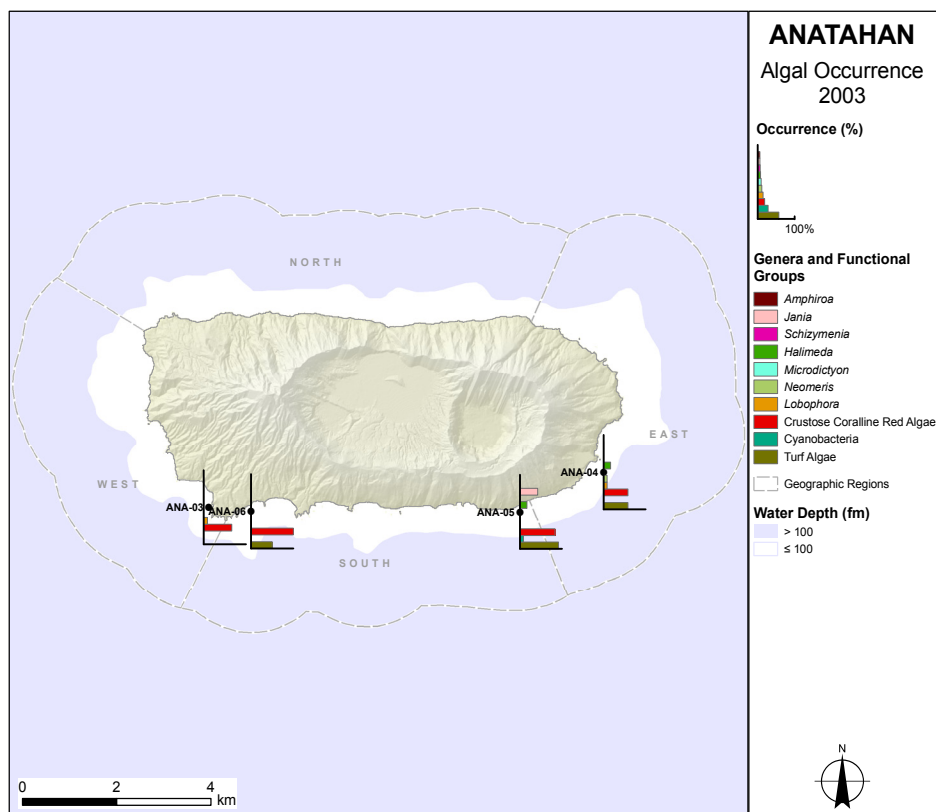 ANATAHAN
Algal Occurrence
2003
Occurrence (%)
100%
Genera and Functional
Groups
Amphiroa
Jania
Schizymenia
Halimeda
Microdictyon
Neomeris
Lobophora
Crustose Coralline Red Algae
Cyanobacteria
Turf Algae
Geographic Regions
Water Depth (fm)
> 100
≤ 100
N
NORTH
EAST
WEST
SOUTH
ANA-04
ANA-03
ANA-06
ANA-05
0 2 4
km